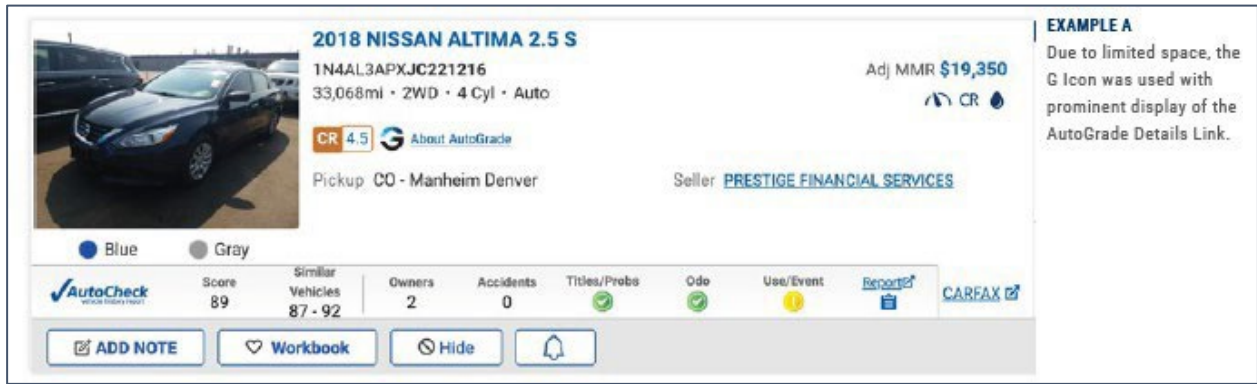 2018 NISSAN ALTIMA 2.5 S
1N4AL3APXJC221216
33,068mi • 2WD • 4 Cyl • Auto
Adj MMR $19,350
CR
CR 4.5 G About AutoGrade
Pickup CO - Manheim Denver
Seller PRESTIGE FINANCIAL SERVICES
Blue Gray
AutoCheck
vehicle history report
Score
89
Similar
Vehicles
87 - 92
Owners
2
Accidents
0
Titles/Probs
Odo
Use/Event
Report
CARFAX
ADD NOTE
Workbook
Hide
EXAMPLE A
Due to limited space, the
G Icon was used with
prominent display of the
AutoGrade Details Link.